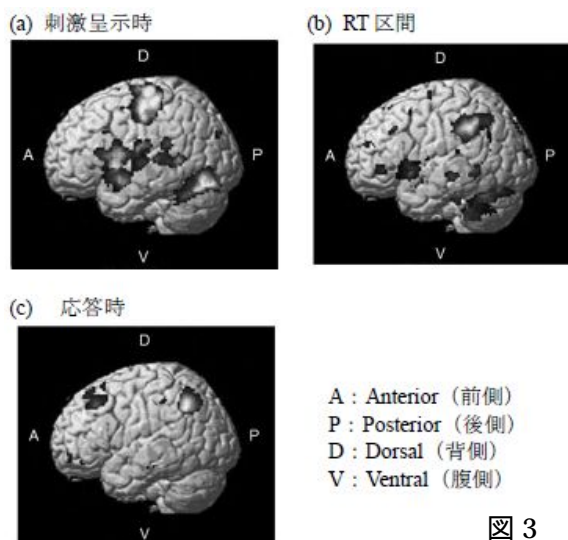 (a) 刺激呈示時
D
A
P
V
(b) RT 区間
D
A
P
V
(c) 応答時
D
A
P
V
A：Anterior（前側）
P：Posterior（後側）
D：Dorsal（背側）
V：Ventral（腹側）
図 3